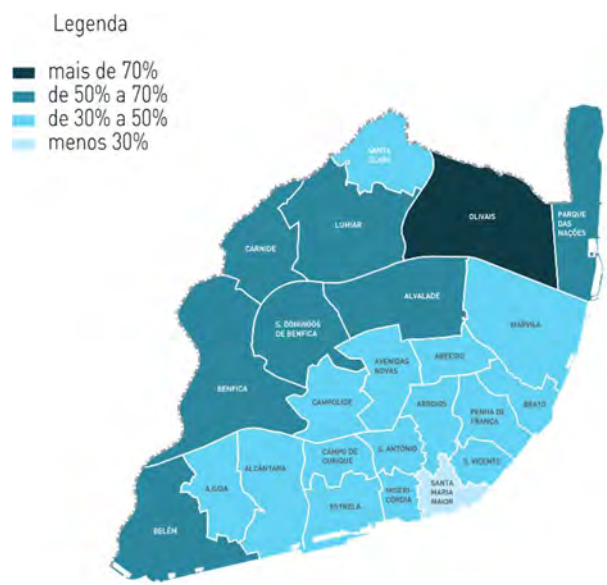 Legenda
mais de 70%
de 50% a 70%
de 30% a 50%
menos 30%
SANTA
CLARA
OLIVAIS
PARQUE
DAS
NAÇÕES
LUMIAR
CARNIDE
ALVALADE
MARVILA
S. DOMINGOS
DE BENFICA
AREEIRO
AVENIDAS
NOVAS
BENFICA
CAMPOLIDE
ARROIOS
PENHA DE
FRANÇA
BEATO
CAMPO DE
OURIQUE
S. ANTÓNIO
S. VICENTE
ALCÂNTARA
AJUDA
SANTA
MARIA
MAIOR
MISERI
CÓRDIA
ESTRELA
BELÉM